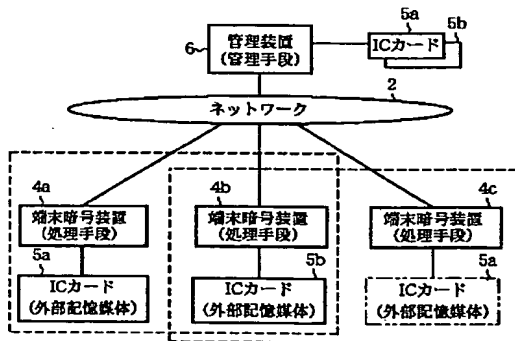 5a
5b
6
管理装置
(管理手段)
ICカード
2
ネットワーク
4a
4b
4c
端末暗号装置
(処理手段)
端末暗号装置
(処理手段)
端末暗号装置
(処理手段)
5a
5b
5a
ICカード
(外部記憶媒体)
ICカード
(外部記憶媒体)
ICカード
(外部記憶媒体)